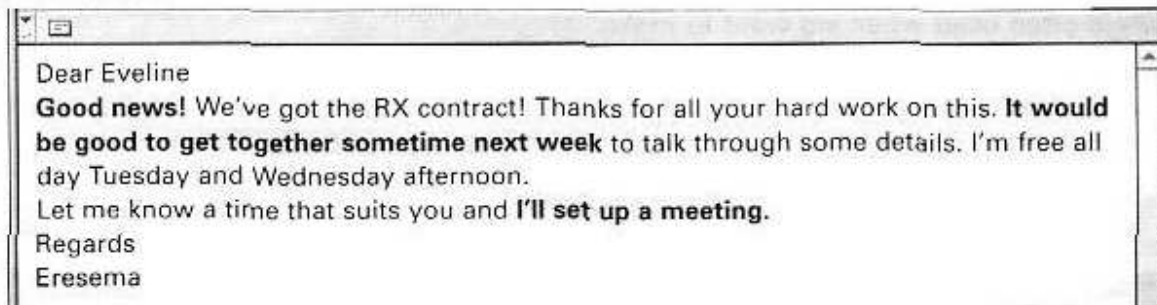 Dear Eveline
Good news! We've got the RX contract! Thanks for all your hard work on this. It would
be good to get together sometime next week to talk through some details. I'm free all
day Tuesday and Wednesday afternoon.
Let me know a time that suits you and I'll set up a meeting.
Regards
Eresema